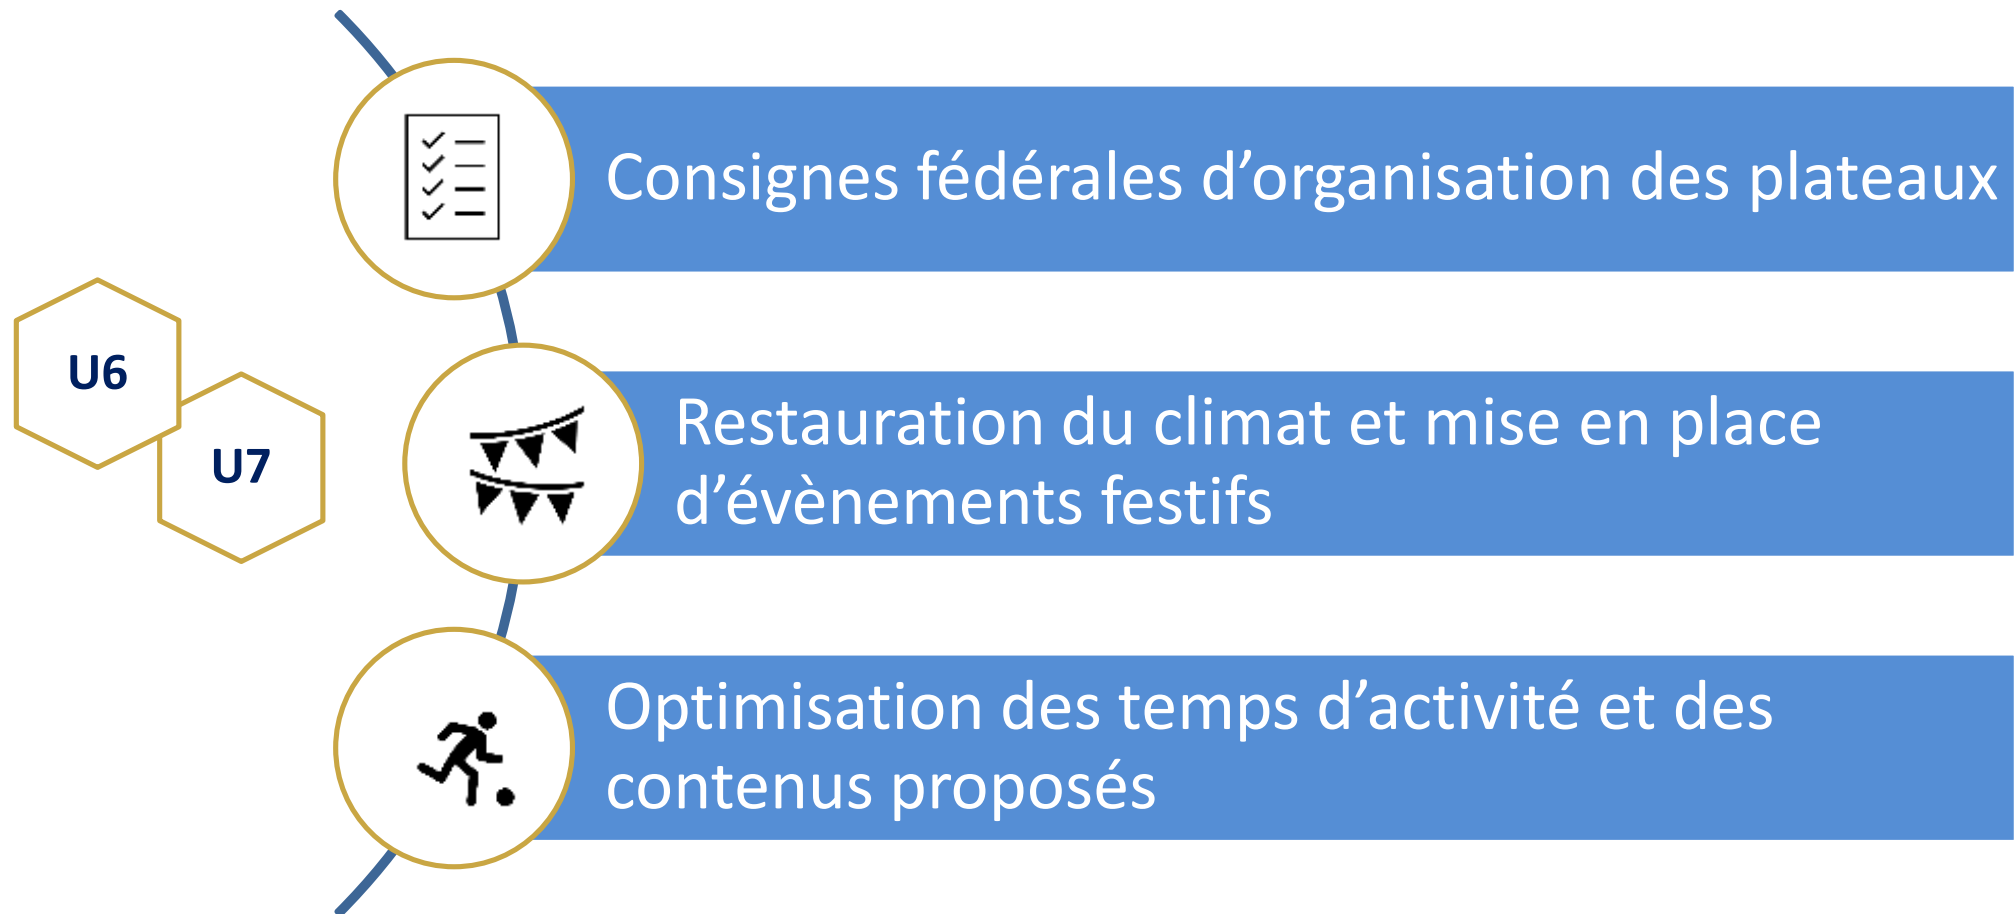 Consignes fédérales d’organisation des plateaux
U6
U7
Restauration du climat et mise en place
d’évènements festifs
Optimisation des temps d’activité et des
contenus proposés